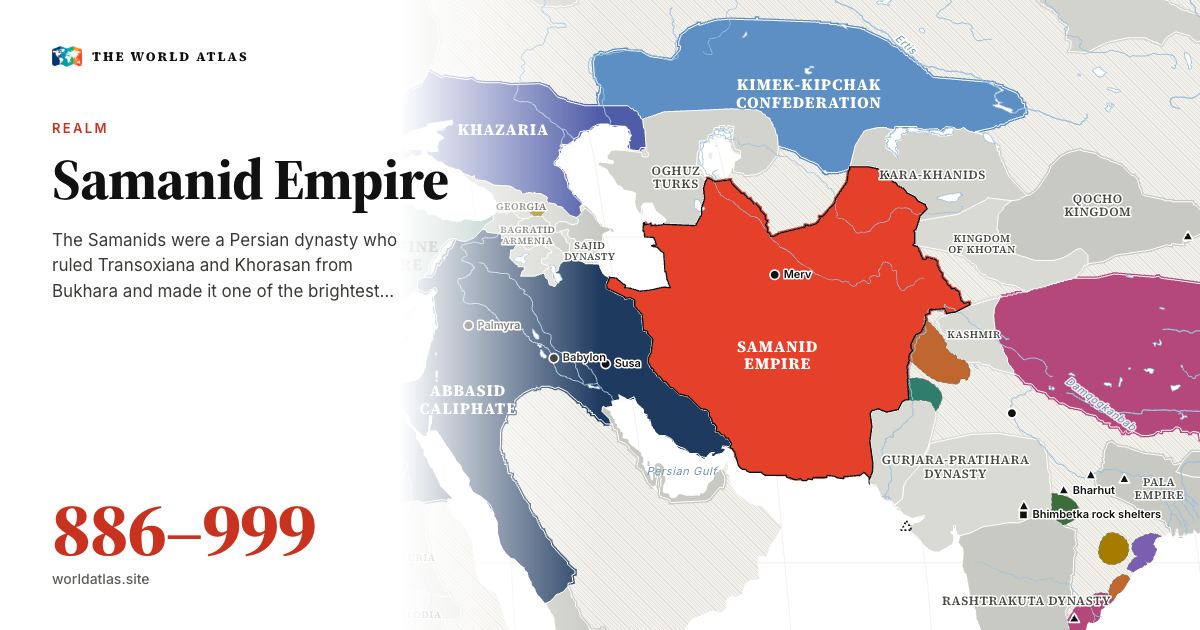 THE WORLD ATLAS
REALM
Samanid Empire
The Samanids were a Persian dynasty who
ruled Transoxiana and Khorasan from
Bukhara and made it one of the brightest...
886–999
worldatlas.site
Ertis
KIMEK-KIPCHAK
CONFEDERATION
KHAZARIA
OGHUZ
TURKS
KARA-KHANIDS
QOCHO
KINGDOM
GEORGIA
BAGRATID
ARMENIA
SAJID
DYNASTY
KINGDOM
OF KHOTAN
Merv
Palmyra
KASHMIR
SAMANID
EMPIRE
Babylon
Susa
ABBASID
CALIPHATE
Damqogkanbab
Persian Gulf
GURJARA-PRATIHARA
DYNASTY
PALA
EMPIRE
Bharhut
Bhimbetka rock shelters
RASHTRAKUTA DYNASTY